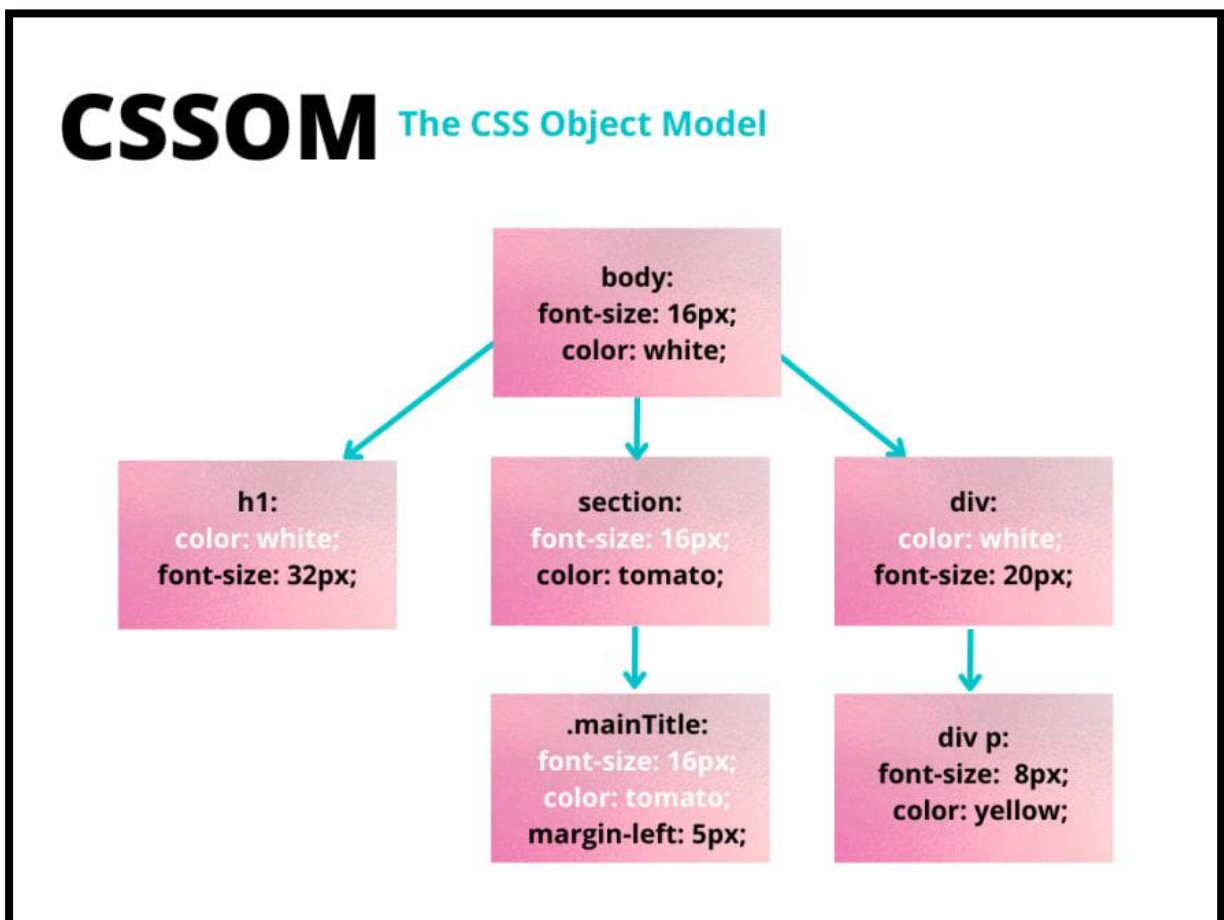 CSSOM The CSS Object Model
body:
font-size: 16px;
color: white;
h1:
color: white;
font-size: 32px;
section:
font-size: 16px;
color: tomato;
div:
color: white;
font-size: 20px;
.mainTitle:
font-size: 16px;
color: tomato;
margin-left: 5px;
div p:
font-size: 8px;
color: yellow;